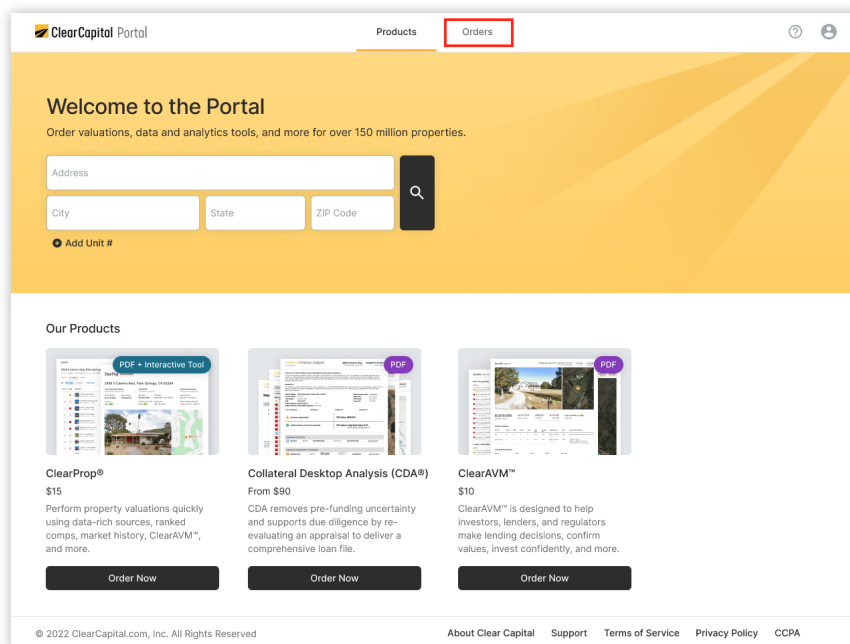 ClearCapital Portal
Products
Orders
Welcome to the Portal
Order valuations, data and analytics tools, and more for over 150 million properties.
Address
City
State
ZIP Code
Add Unit #
Our Products
PDF + Interactive Tool
PDF
PDF
ClearProp®
$15
Perform property valuations quickly
using data-rich sources, ranked
comps, market history, ClearAVM™,
and more.
Order Now
Collateral Desktop Analysis (CDA®)
From $90
CDA removes pre-funding uncertainty
and supports due diligence by re-
evaluating an appraisal to deliver a
comprehensive loan file.
Order Now
ClearAVM™
$10
ClearAVM™ is designed to help
investors, lenders, and regulators
make lending decisions, confirm
values, invest confidently, and more.
Order Now
© 2022 ClearCapital.com, Inc. All Rights Reserved
About Clear Capital
Support
Terms of Service
Privacy Policy
CCPA